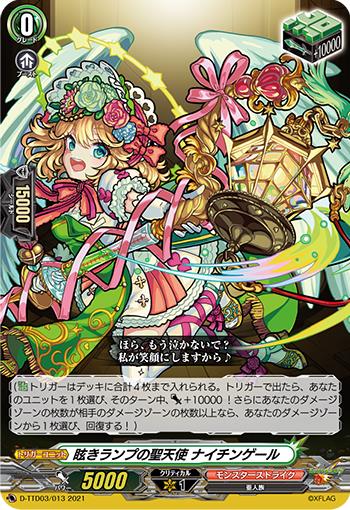 0
グレード
ブースト
15000
シールド
+10000
ほら、もう泣かないで？
私が笑顔にしますから♪
(治トリガーはデッキに合計４枚まで入れられる。トリガーで出たら、あなた
のユニットを１枚選び、そのターン中、+10000！さらにあなたのダメージ
ゾーンの枚数が相手のダメージゾーンの枚数以上なら、あなたのダメージゾー
ンから１枚選び、回復する！)
トリガーユニット
眩きランプの聖天使 ナイチンゲール
パワー
5000
クリティカル
1
モンスターストライク
亜人族
D-TTD03/013 2021
©XFLAG